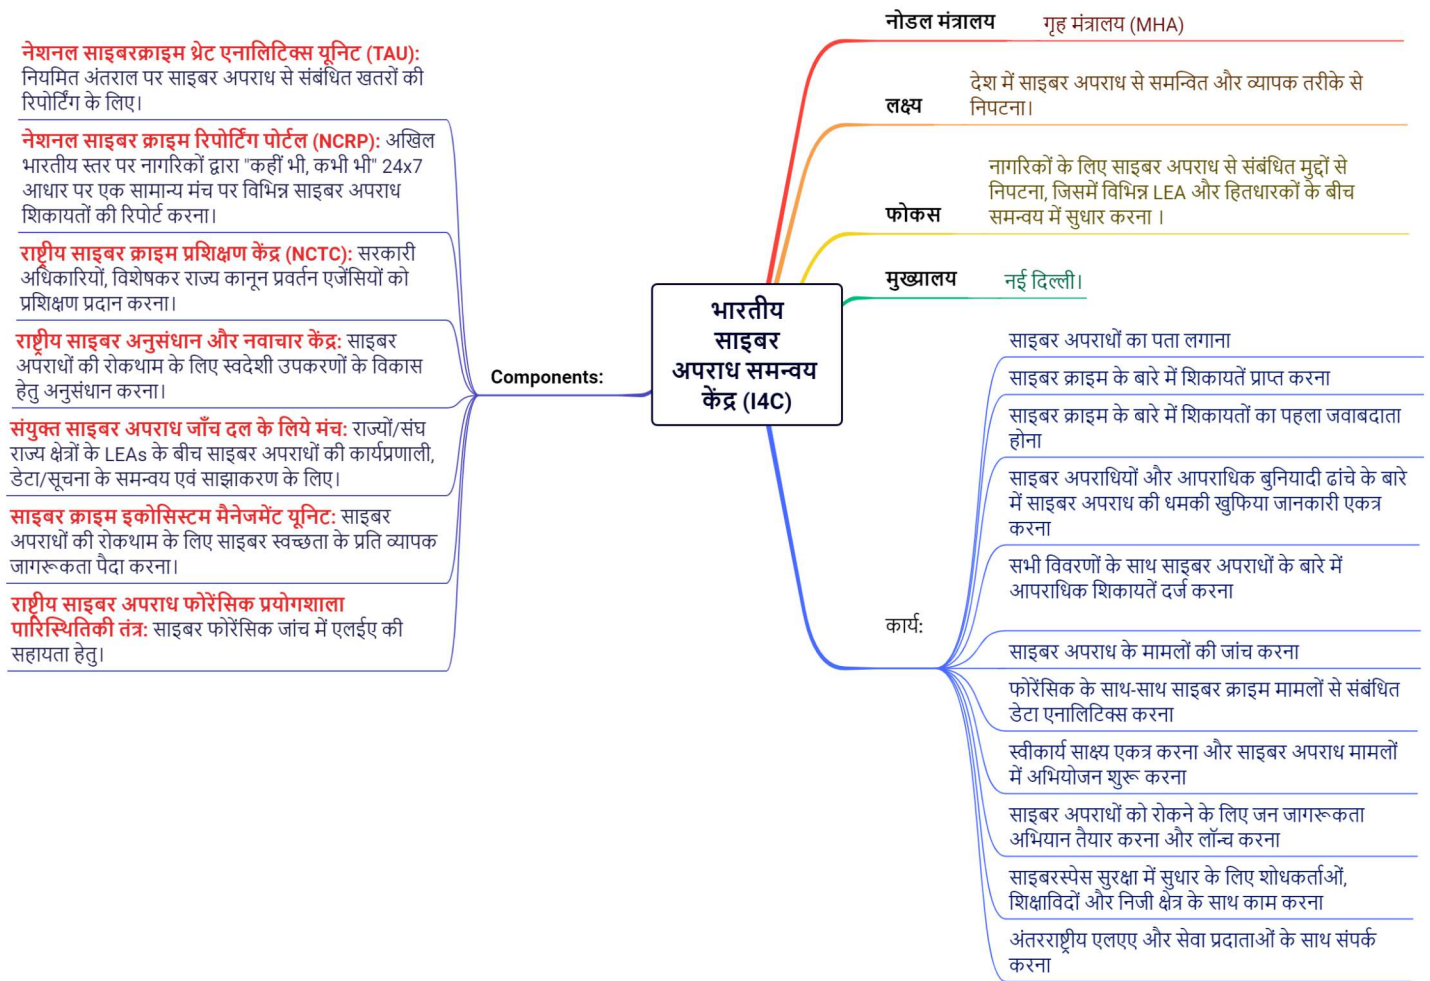 नोडल मंत्रालय
गृह मंत्रालय (MHA)
लक्ष्य
देश में साइबर अपराध से समन्वित और व्यापक तरीके से
निपटना।
फोकस
नागरिकों के लिए साइबर अपराध से संबंधित मुद्दों से
निपटना, जिसमें विभिन्न LEA और हितधारकों के बीच
समन्वय में सुधार करना ।
मुख्यालय
नई दिल्ली।
भारतीय
साइबर
अपराध समन्वय
केंद्र (I4C)
Components:
नेशनल साइबरक्राइम थ्रेट एनालिटिक्स यूनिट (TAU):
नियमित अंतराल पर साइबर अपराध से संबंधित खतरों की
रिपोर्टिंग के लिए।
नेशनल साइबर क्राइम रिपोर्टिंग पोर्टल (NCRP): अखिल
भारतीय स्तर पर नागरिकों द्वारा "कहीं भी, कभी भी" 24x7
आधार पर एक सामान्य मंच पर विभिन्न साइबर अपराध
शिकायतों की रिपोर्ट करना।
राष्ट्रीय साइबर क्राइम प्रशिक्षण केंद्र (NCTC): सरकारी
अधिकारियों, विशेषकर राज्य कानून प्रवर्तन एजेंसियों को
प्रशिक्षण प्रदान करना।
राष्ट्रीय साइबर अनुसंधान और नवाचार केंद्र: साइबर
अपराधों की रोकथाम के लिए स्वदेशी उपकरणों के विकास
हेतु अनुसंधान करना।
संयुक्त साइबर अपराध जाँच दल के लिये मंच: राज्यों/संघ
राज्य क्षेत्रों के LEAs के बीच साइबर अपराधों की कार्यप्रणाली,
डेटा/सूचना के समन्वय एवं साझाकरण के लिए।
साइबर क्राइम इकोसिस्टम मैनेजमेंट यूनिट: साइबर
अपराधों की रोकथाम के लिए साइबर स्वच्छता के प्रति व्यापक
जागरूकता पैदा करना।
राष्ट्रीय साइबर अपराध फोरेंसिक प्रयोगशाला
पारिस्थितिकी तंत्र: साइबर फोरेंसिक जांच में एलईए की
सहायता हेतु।
कार्य:
साइबर अपराधों का पता लगाना
साइबर क्राइम के बारे में शिकायतें प्राप्त करना
साइबर क्राइम के बारे में शिकायतों का पहला जवाबदाता
होना
साइबर अपराधियों और आपराधिक बुनियादी ढांचे के बारे
में साइबर अपराध की धमकी खुफिया जानकारी एकत्र
करना
सभी विवरणों के साथ साइबर अपराधों के बारे में
आपराधिक शिकायतें दर्ज करना
साइबर अपराध के मामलों की जांच करना
फोरेंसिक के साथ-साथ साइबर क्राइम मामलों से संबंधित
डेटा एनालिटिक्स करना
स्वीकार्य साक्ष्य एकत्र करना और साइबर अपराध मामलों
में अभियोजन शुरू करना
साइबर अपराधों को रोकने के लिए जन जागरूकता
अभियान तैयार करना और लॉन्च करना
साइबरस्पेस सुरक्षा में सुधार के लिए शोधकर्ताओं,
शिक्षाविदों और निजी क्षेत्र के साथ काम करना
अंतरराष्ट्रीय एलएए और सेवा प्रदाताओं के साथ संपर्क
करना